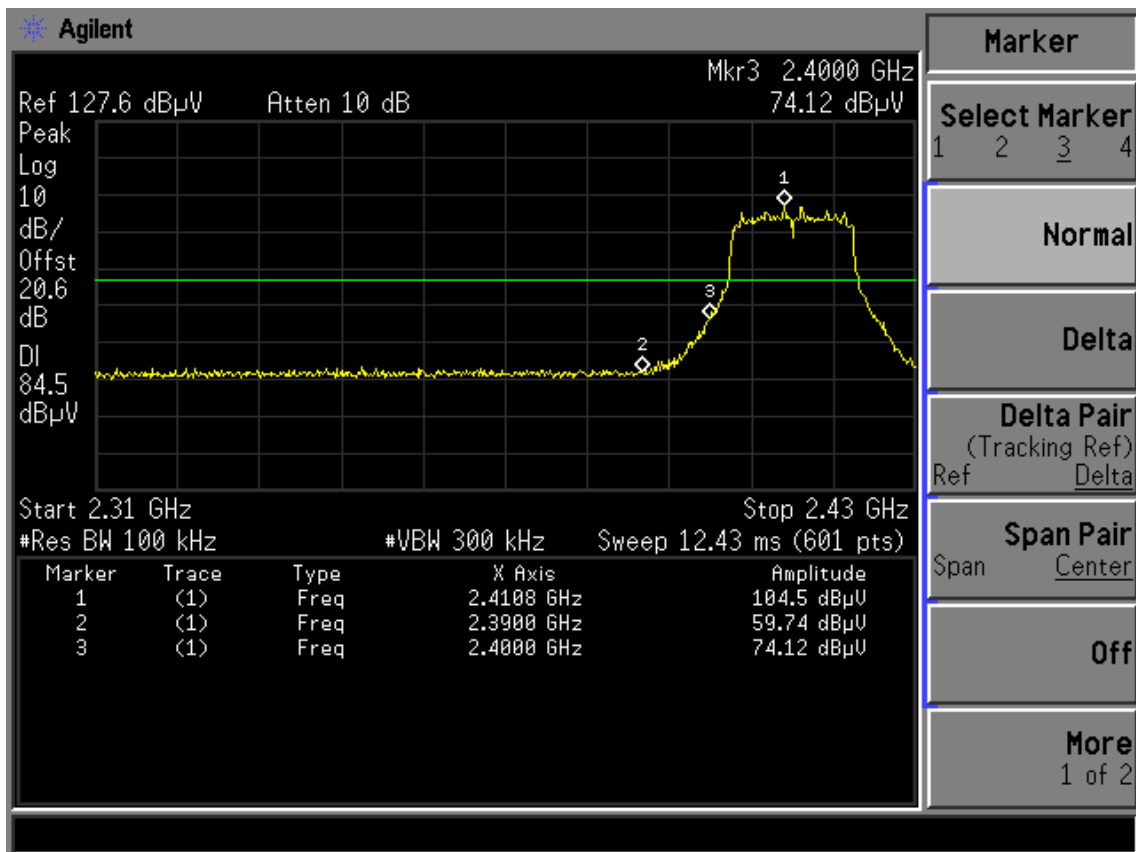 Agilent
Marker
Mkr3 2.4000 GHz
Ref 127.6 dBµV Atten 10 dB 74.12 dBµV
Peak
Log
10
dB/
Offst
20.6
dB
DI
84.5
dBµV
1
2
3
Start 2.31 GHz Stop 2.43 GHz
#Res BW 100 kHz #VBW 300 kHz Sweep 12.43 ms (601 pts)
Marker Trace Type X Axis Amplitude
1 (1) Freq 2.4108 GHz 104.5 dBµV
2 (1) Freq 2.3900 GHz 59.74 dBµV
3 (1) Freq 2.4000 GHz 74.12 dBµV
Select Marker
1 2 3 4
Normal
Delta
Delta Pair
(Tracking Ref)
Ref Delta
Span Pair
Span Center
Off
More
1 of 2